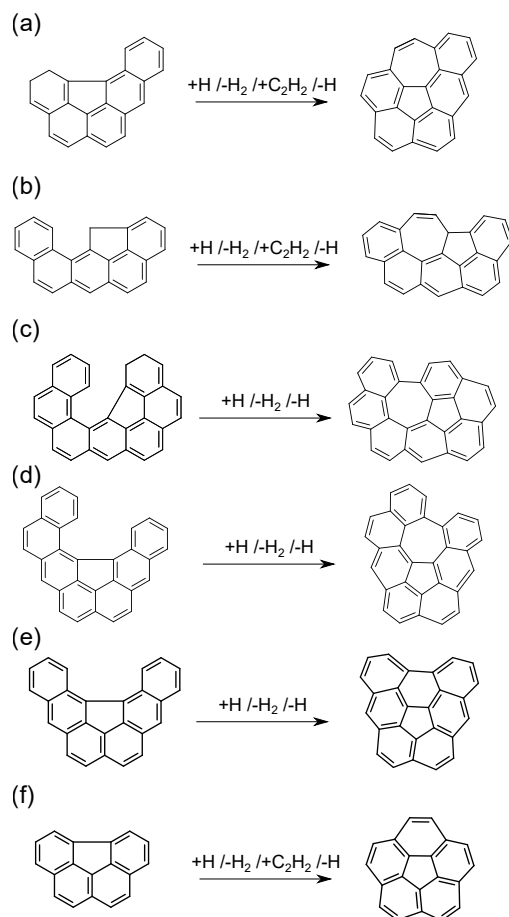 (a)
+H /-H₂ /+C₂H₂ /-H
(b)
+H /-H₂ /+C₂H₂ /-H
(c)
+H /-H₂ /-H
(d)
+H /-H₂ /-H
(e)
+H /-H₂ /-H
(f)
+H /-H₂ /+C₂H₂ /-H